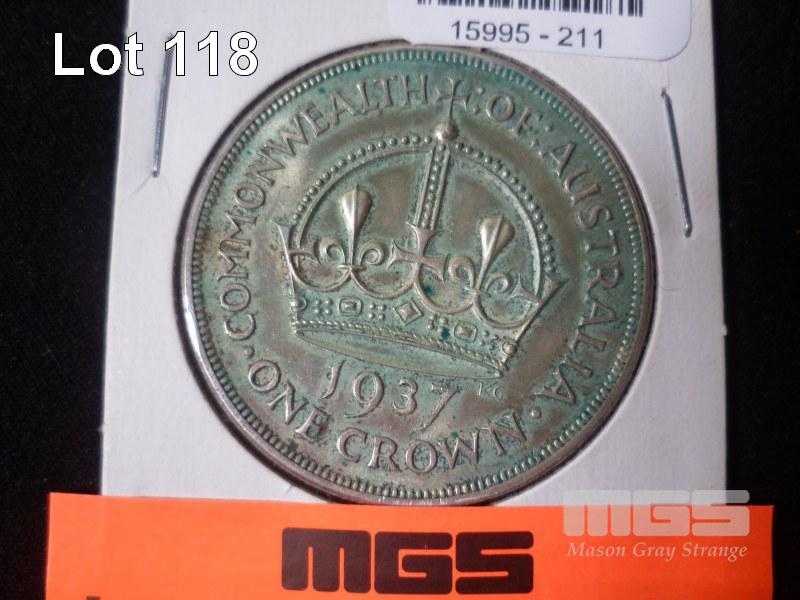 Lot 118
15995 - 211
COMMONWEALTH OF AUSTRALIA
1937
KG
ONE CROWN
MGS
MGS
Mason Gray Strange